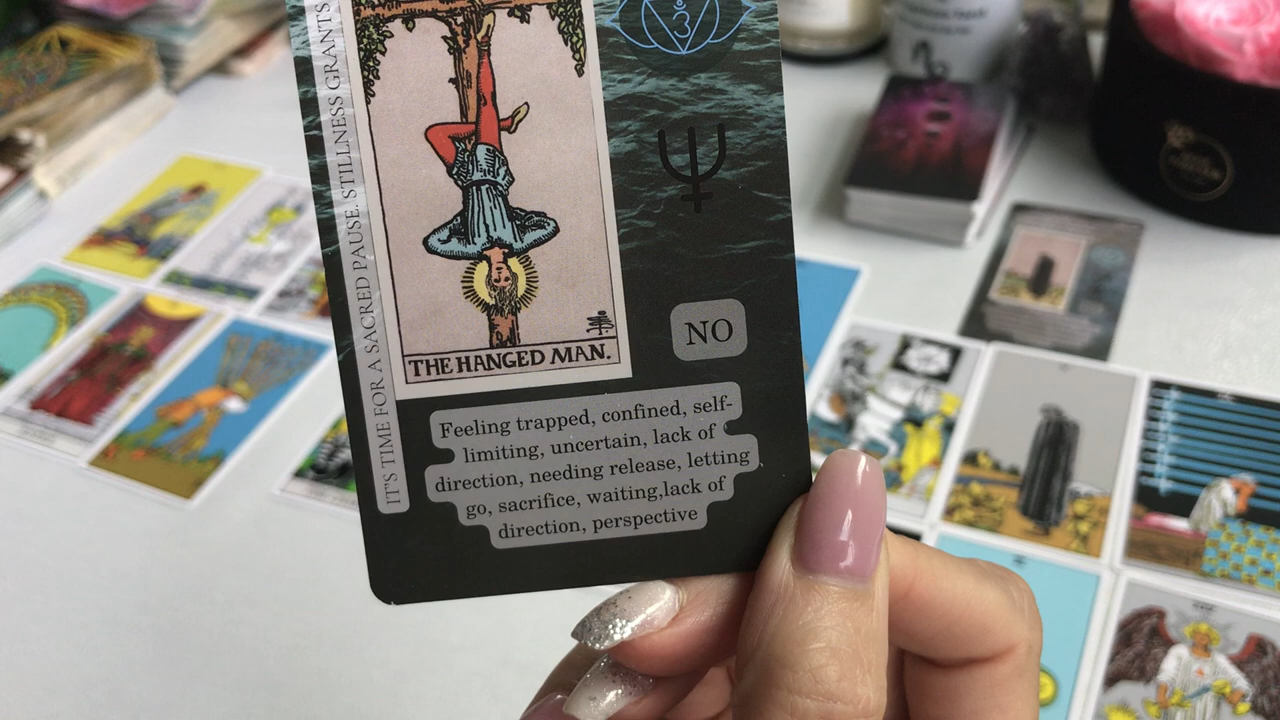 IT'S TIME FOR A SACRED PAUSE. STILLNESS GRANTS
THE HANGED MAN.
NO
Feeling trapped, confined, self-
limiting, uncertain, lack of
direction, needing release, letting
go, sacrifice, waiting,lack of
direction, perspective